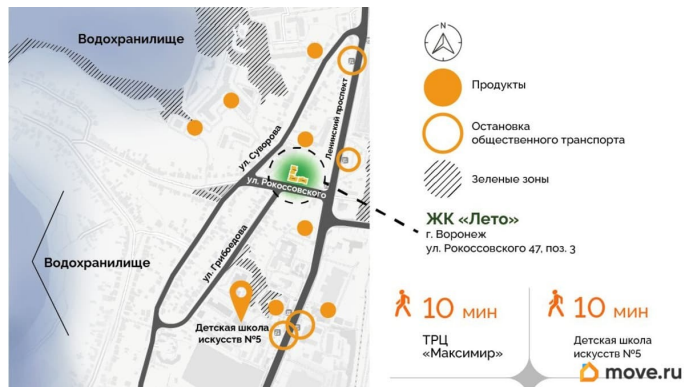 Водохранилище
Ленинский проспект
ул. Суворова
ул. Рокоссовского
ул. Грибоедова
Водохранилище
Детская школа
искусств №5
N
Продукты
Остановка
общественного транспорта
Зеленые зоны
ЖК «Лето»
г. Воронеж
ул. Рокоссовского 47, поз. 3
10 мин
ТРЦ
«Максимир»
10 мин
Детская школа
искусств №5
move.ru